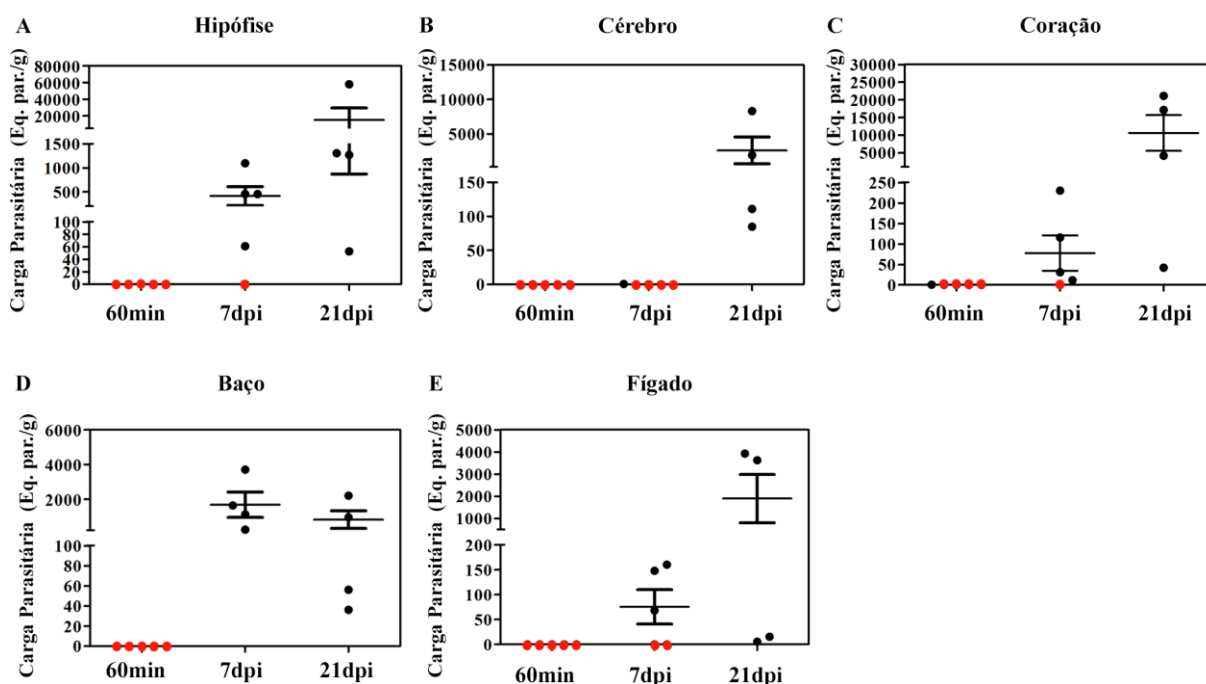 A
Hipófise
Carga Parasitária (Eq. par./g)
80000
60000
40000
20000
1500
1000
500
100
80
60
40
20
0
60min
7dpi
21dpi
B
Cérebro
Carga Parasitária (Eq. par./g)
15000
10000
5000
150
100
50
0
60min
7dpi
21dpi
C
Coração
Carga Parasitária (Eq. par./g)
30000
25000
20000
15000
10000
5000
250
200
150
100
50
0
60min
7dpi
21dpi
D
Baço
Carga Parasitária (Eq. par./g)
6000
4000
2000
100
80
60
40
20
0
60min
7dpi
21dpi
E
Fígado
Carga Parasitária (Eq. par./g)
5000
4000
3000
2000
1000
200
150
100
50
0
60min
7dpi
21dpi